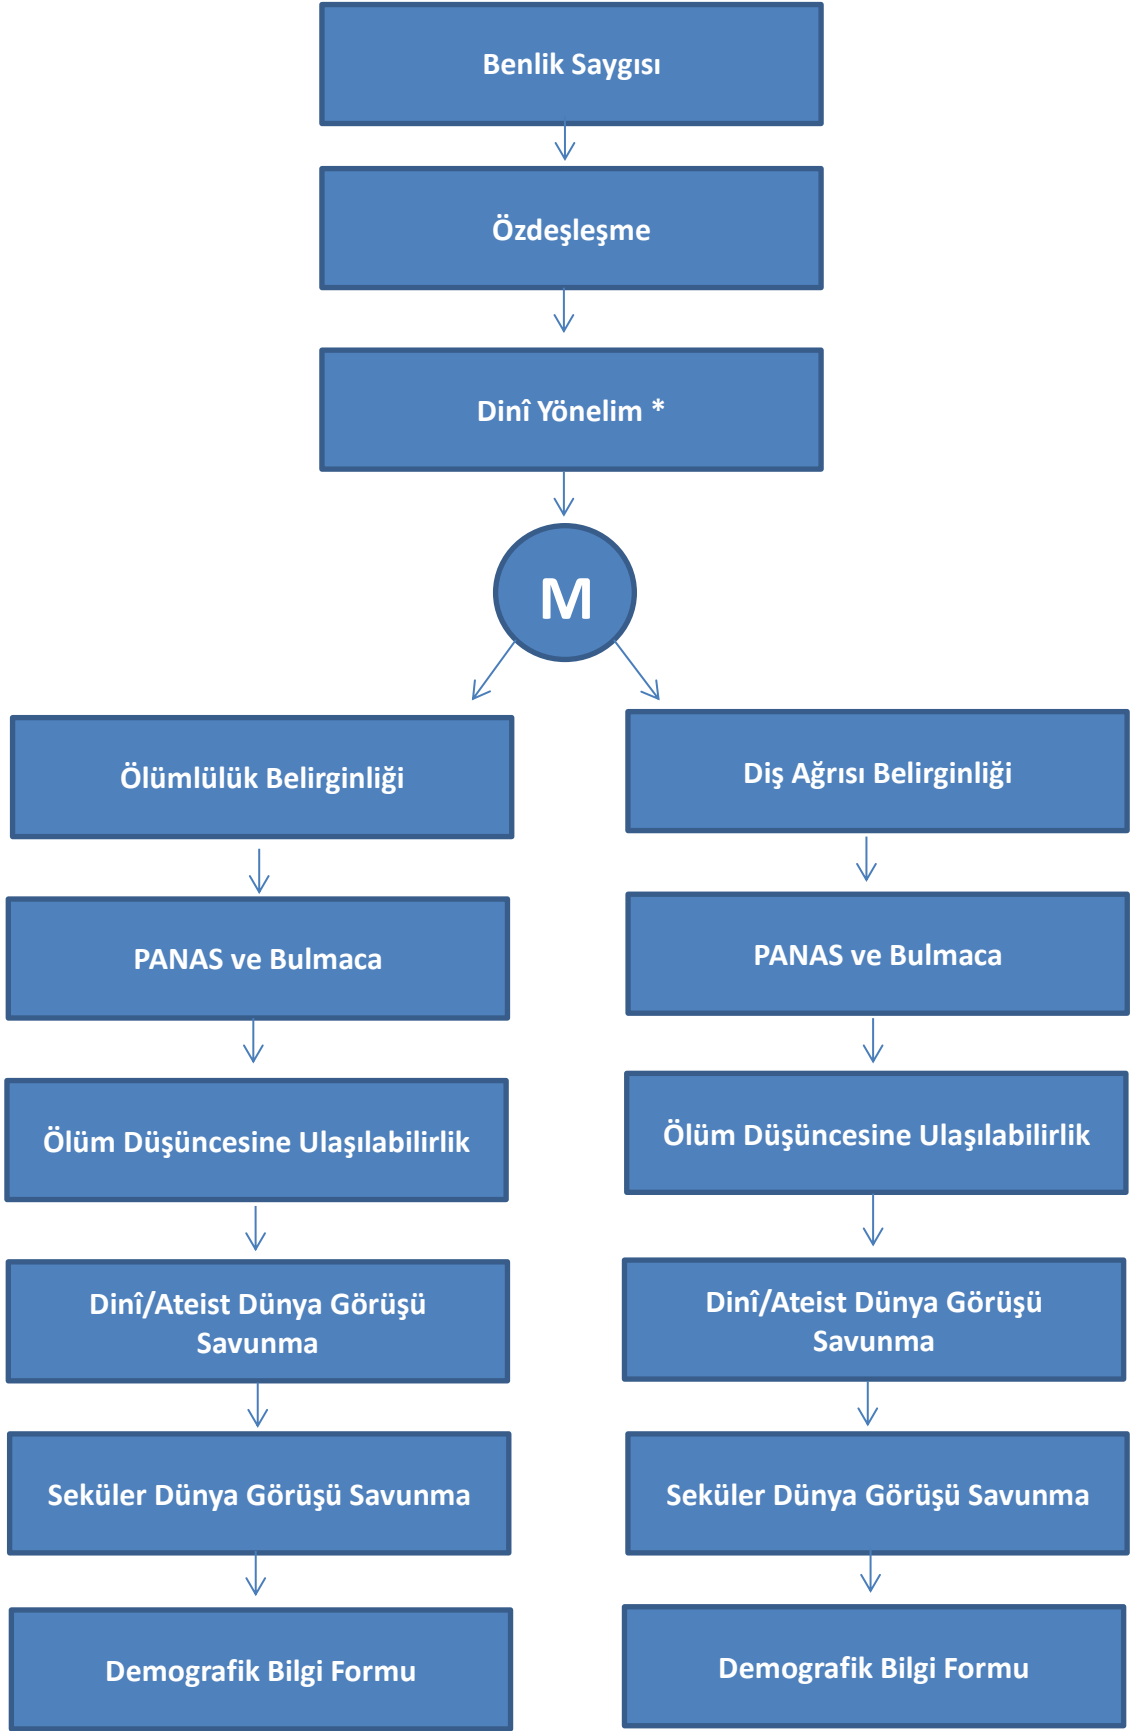 Benlik Saygısı
Özdeşleşme
Dinî Yönelim *
M
Ölümlülük Belirginliği
Diş Ağrısı Belirginliği
PANAS ve Bulmaca
PANAS ve Bulmaca
Ölüm Düşüncesine Ulaşılabilirlik
Ölüm Düşüncesine Ulaşılabilirlik
Dinî/Ateist Dünya Görüşü
Savunma
Dinî/Ateist Dünya Görüşü
Savunma
Seküler Dünya Görüşü Savunma
Seküler Dünya Görüşü Savunma
Demografik Bilgi Formu
Demografik Bilgi Formu